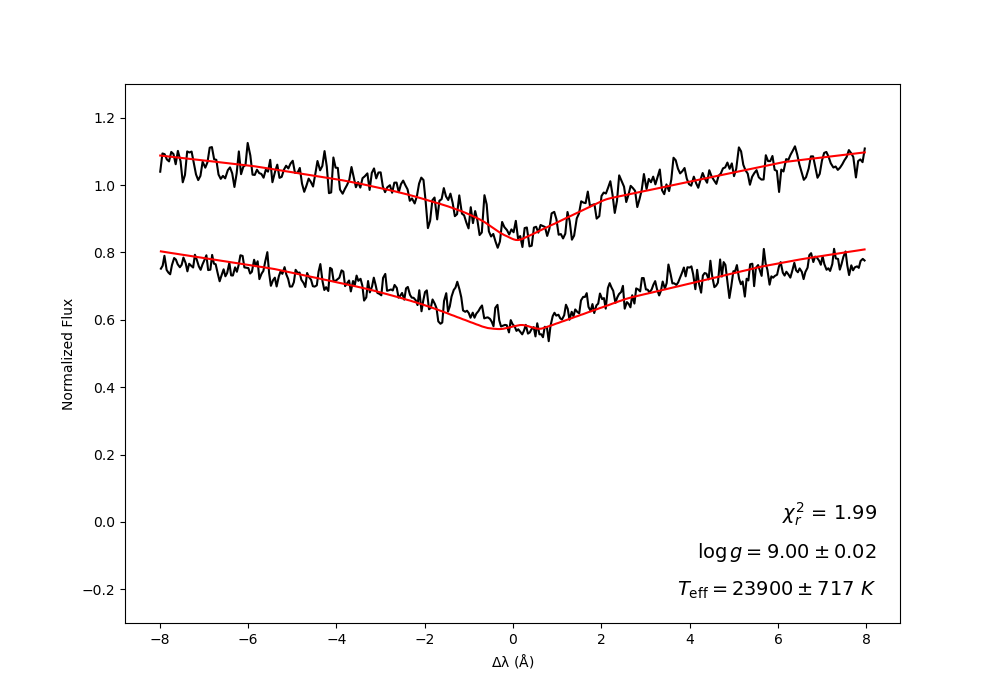 1.2
1.0
0.8
0.6
0.4
0.2
0.0
−0.2
Normalized Flux
χ²ᵣ = 1.99
log g = 9.00 ± 0.02
T_eff = 23900 ± 717 K
−8 −6 −4 −2 0 2 4 6 8
Δλ (Å)